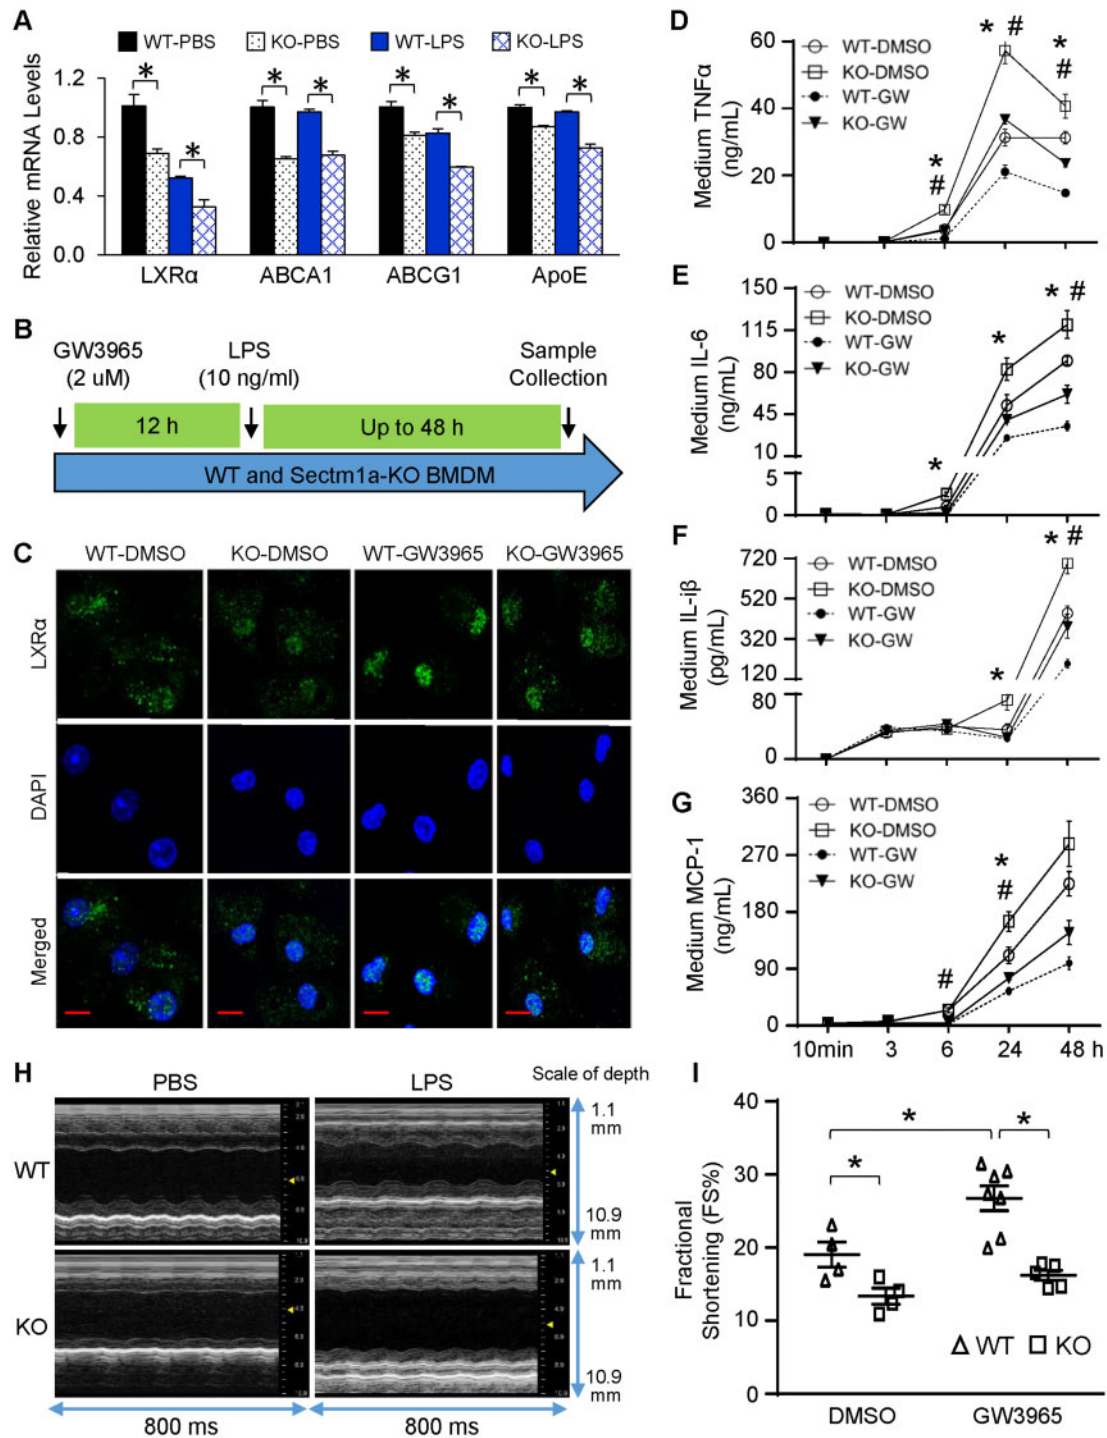 A
WT-PBS KO-PBS WT-LPS KO-LPS
Relative mRNA Levels
1.2
0.8
0.4
0.0
* * * * * * *
LXRα ABCA1 ABCG1 ApoE
B
GW3965 LPS Sample
(2 uM) (10 ng/ml) Collection
12 h Up to 48 h
WT and Sectm1a-KO BMDM
C
WT-DMSO KO-DMSO WT-GW3965 KO-GW3965
LXRα
DAPI
Merged
D
WT-DMSO
KO-DMSO
WT-GW
KO-GW
Medium TNFα
(ng/mL)
60
40
20
0
* # * # * #
E
WT-DMSO
KO-DMSO
WT-GW
KO-GW
Medium IL-6
(ng/mL)
150
115
80
45
10
5
0
* * * #
F
WT-DMSO
KO-DMSO
WT-GW
KO-GW
Medium IL-iβ
(pg/mL)
720
520
320
120
80
0
* * #
G
WT-DMSO
KO-DMSO
WT-GW
KO-GW
Medium MCP-1
(ng/mL)
360
270
180
90
0
# * #
10min 3 6 24 48 h
H
PBS LPS Scale of depth
WT
KO
1.1
mm
10.9
mm
1.1
mm
10.9
mm
800 ms 800 ms
I
Fractional
Shortening (FS%)
40
30
20
10
0
* * *
WT KO
DMSO GW3965